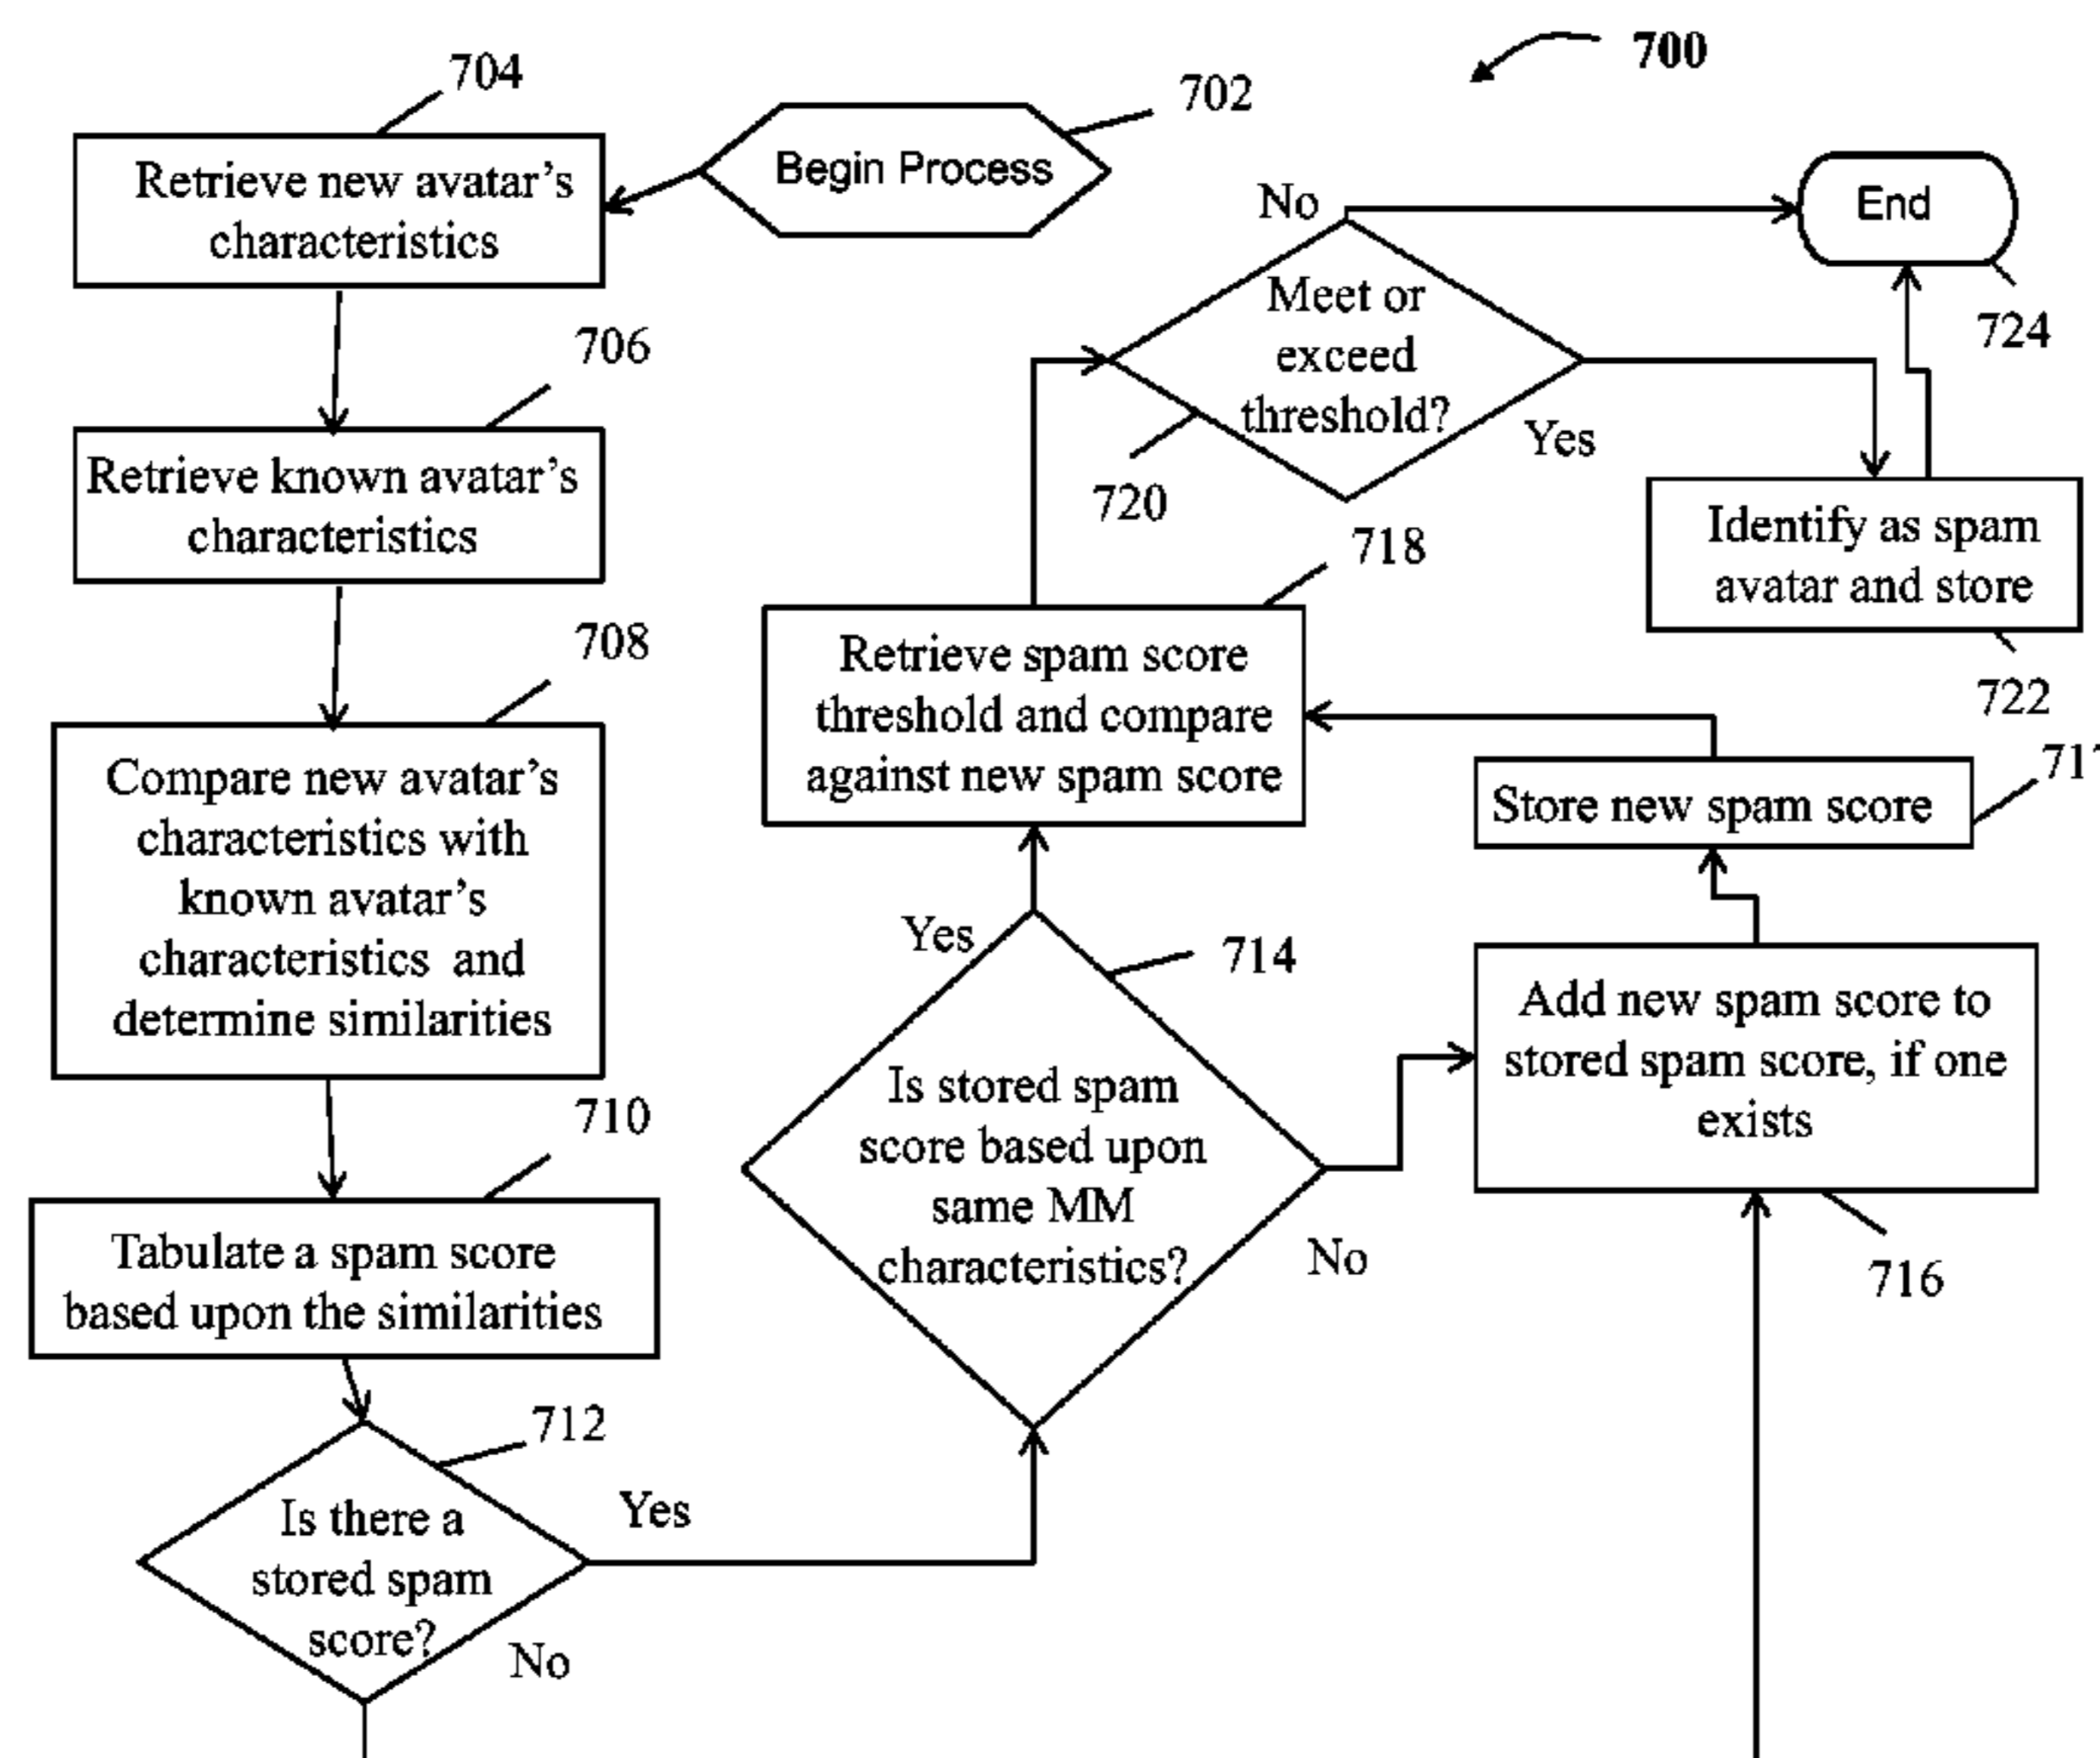 700
702
Begin Process
704
Retrieve new avatar's
characteristics
706
Retrieve known avatar's
characteristics
708
Compare new avatar's
characteristics with
known avatar's
characteristics and
determine similarities
710
Tabulate a spam score
based upon the similarities
712
Is there a
stored spam
score?
Yes
No
714
Is stored spam
score based upon
same MM
characteristics?
Yes
No
716
Add new spam score to
stored spam score, if one
exists
717
Store new spam score
718
Retrieve spam score
threshold and compare
against new spam score
720
Meet or
exceed
threshold?
No
Yes
722
Identify as spam
avatar and store
724
End